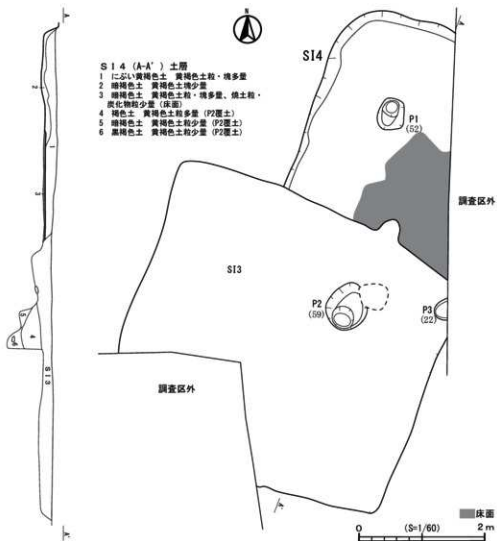 N
SI4 (A-A') 土層
1 にぶい黄褐色土 黄褐色土粒・塊多量
2 暗褐色土 黄褐色土塊少量
3 暗褐色土 黄褐色土粒・塊多量、焼土粒・
炭化物粒少量 (床面)
4 褐色土 黄褐色土粒多量 (P2覆土)
5 暗褐色土 黄褐色土粒少量 (P2覆土)
6 黒褐色土 黄褐色土粒少量 (P2覆土)
2
1
3
5
4
SI3
SI4
P1
(52)
調査区外
SI3
P2
(59)
P3
(22)
調査区外
床面
0 (S=1/60) 2m